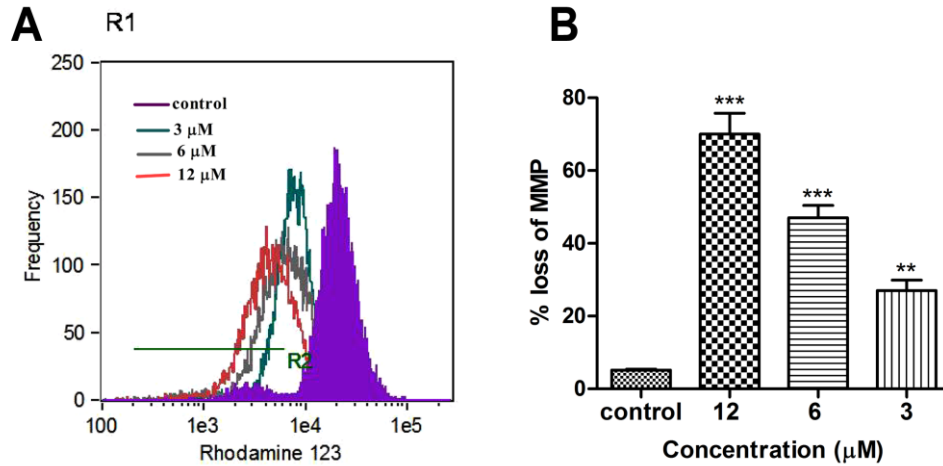 A
R1
250
200
150
100
50
0
Frequency
control
3 μM
6 μM
12 μM
R2
100
1e3
1e4
1e5
Rhodamine 123
B
80
60
40
20
0
% loss of MMP
***
***
**
control
12
6
3
Concentration (μM)